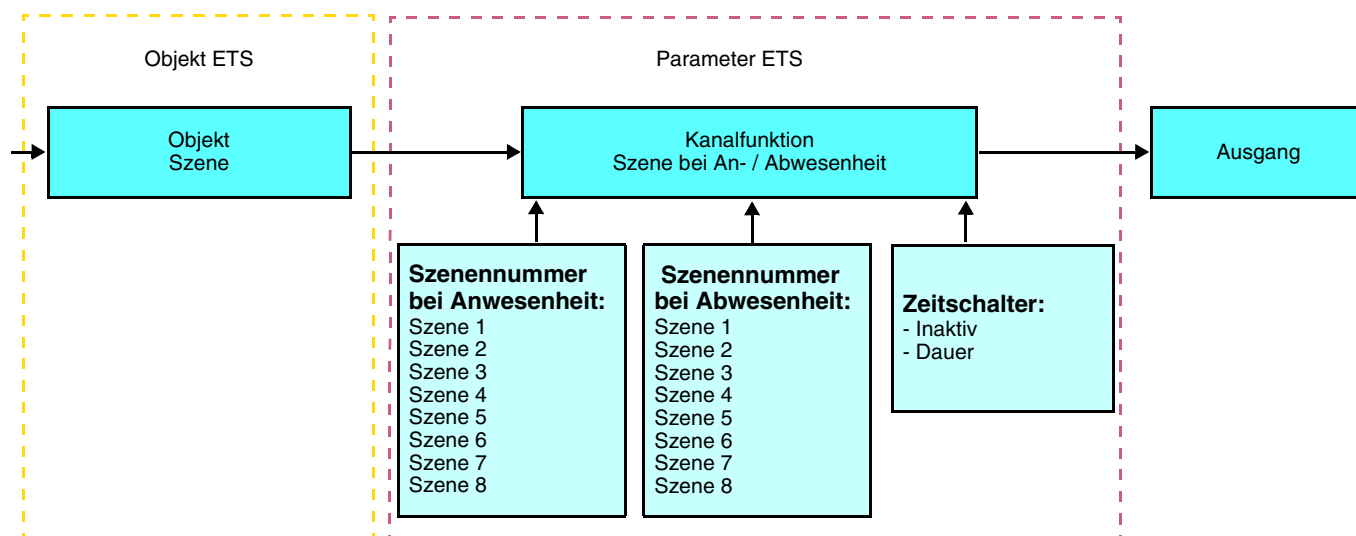 Objekt ETS
Parameter ETS
Objekt
Szene
Kanalfunktion
Szene bei An- / Abwesenheit
Ausgang
Szenennummer
bei Anwesenheit:
Szene 1
Szene 2
Szene 3
Szene 4
Szene 5
Szene 6
Szene 7
Szene 8
Szenennummer
bei Abwesenheit:
Szene 1
Szene 2
Szene 3
Szene 4
Szene 5
Szene 6
Szene 7
Szene 8
Zeitschalter:
- Inaktiv
- Dauer